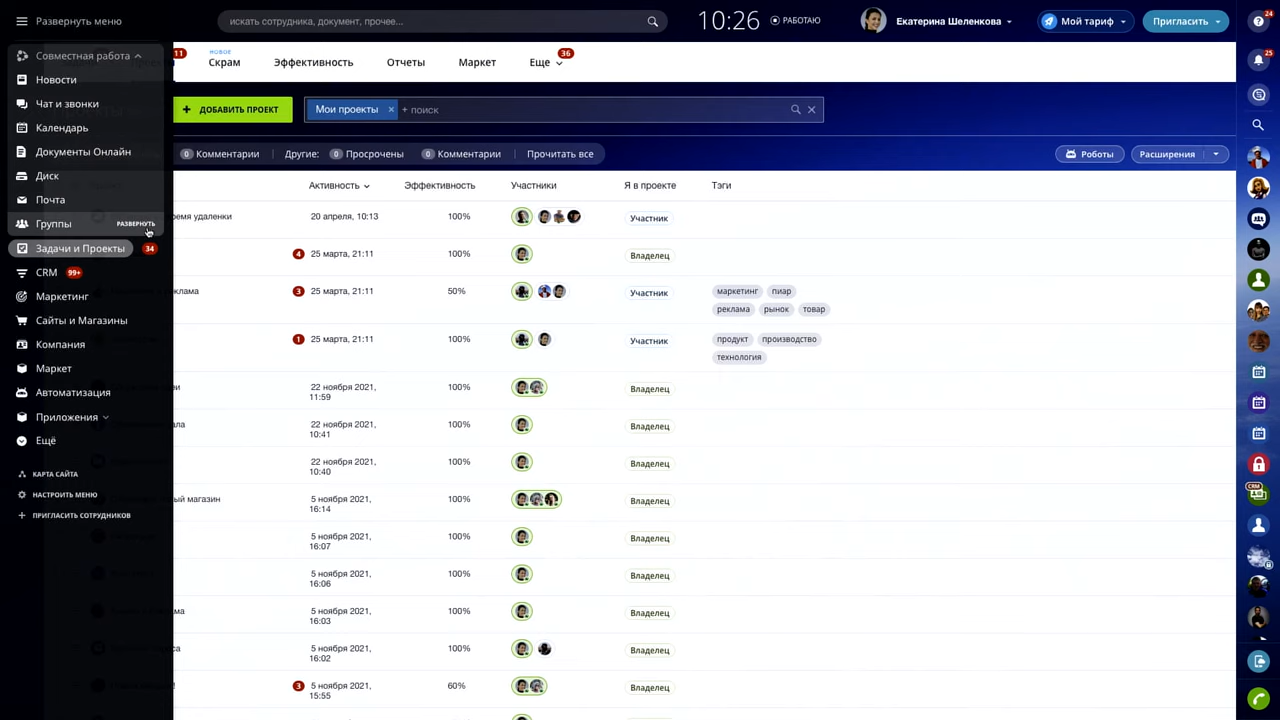 Развернуть меню
искать сотрудника, документ, прочее...
10:26
РАБОТАЮ
Екатерина Шеленкова
Мой тариф
Пригласить
24
Совместная работа
Новости
Чат и звонки
Календарь
Документы Онлайн
Диск
Почта
Группы
РАЗВЕРНУТЬ
Задачи и Проекты
34
CRM
99+
Маркетинг
Сайты и Магазины
Компания
Маркет
Автоматизация
Приложения
Ещё
КАРТА САЙТА
НАСТРОИТЬ МЕНЮ
ПРИГЛАСИТЬ СОТРУДНИКОВ
11
НОВОЕ
Скрам
Эффективность
Отчеты
Маркет
Еще
36
ДОБАВИТЬ ПРОЕКТ
Мои проекты
+ поиск
0 Комментарии
Другие:
0 Просрочены
0 Комментарии
Прочитать все
Роботы
Расширения
Активность
Эффективность
Участники
Я в проекте
Тэги
ремя удаленки
20 апреля, 10:13
100%
Участник
4
25 марта, 21:11
100%
Владелец
клама
3
25 марта, 21:11
50%
Участник
маркетинг
пиар
реклама
рынок
товар
1
25 марта, 21:11
100%
Участник
продукт
производство
технология
22 ноября 2021,
11:59
100%
Владелец
22 ноября 2021,
10:41
100%
Владелец
22 ноября 2021,
10:40
100%
Владелец
ый магазин
5 ноября 2021,
16:14
100%
Владелец
5 ноября 2021,
16:07
100%
Владелец
5 ноября 2021,
16:06
100%
Владелец
5 ноября 2021,
16:03
100%
Владелец
5 ноября 2021,
16:02
100%
Владелец
3
5 ноября 2021,
15:55
60%
Владелец
25
CRM